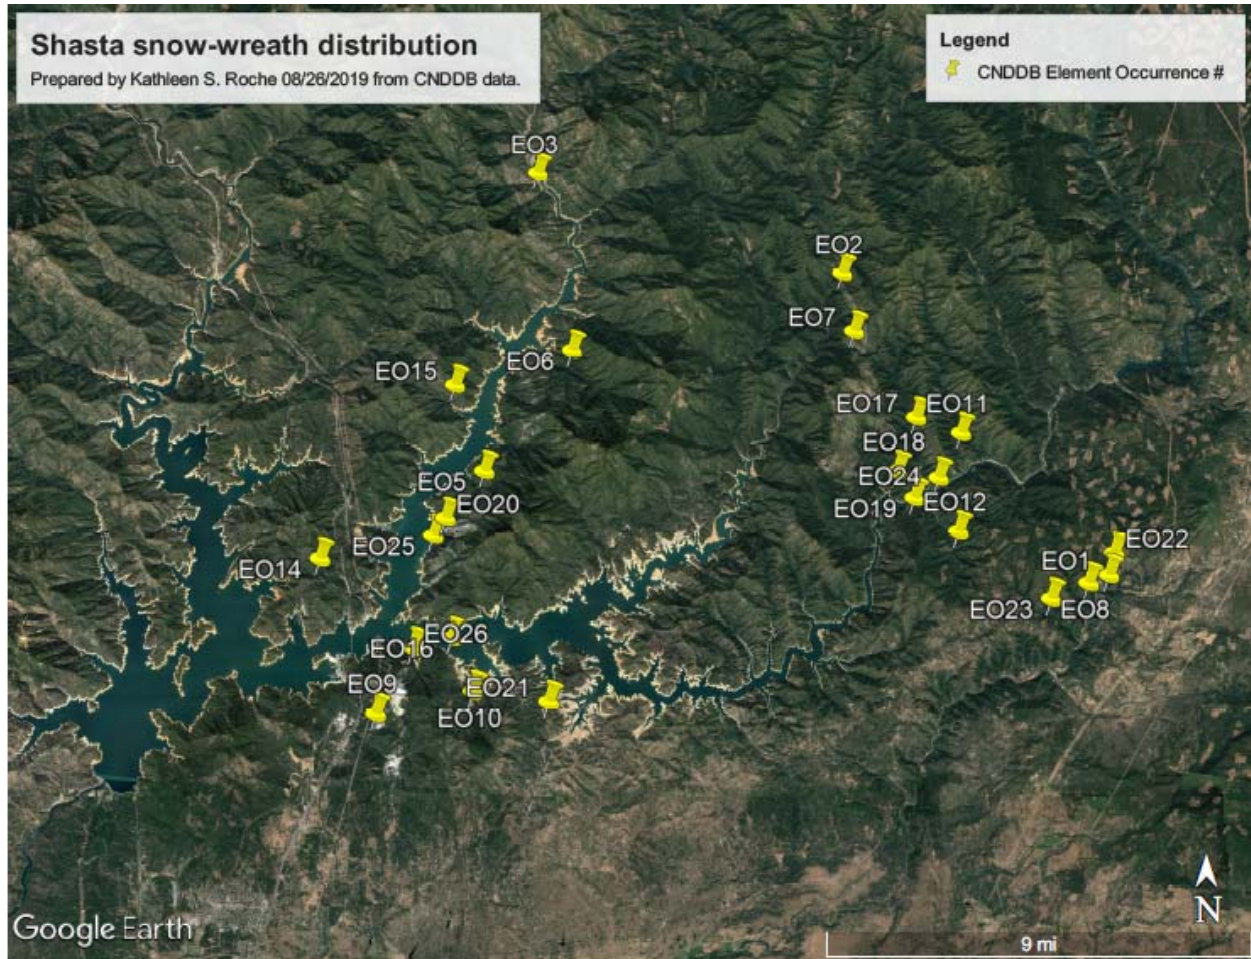 Shasta snow-wreath distribution
Prepared by Kathleen S. Roche 08/26/2019 from CNDDB data.
Legend
CNDDB Element Occurrence #
EO3
EO2
EO7
EO6
EO15
EO17 EO11
EO18
EO5 EO24
EO20 EO19 EO12
EO25 EO22
EO14 EO1
EO23 EO8
EO26
EO16
EO9 EO21
EO10
N
Google Earth
9 mi